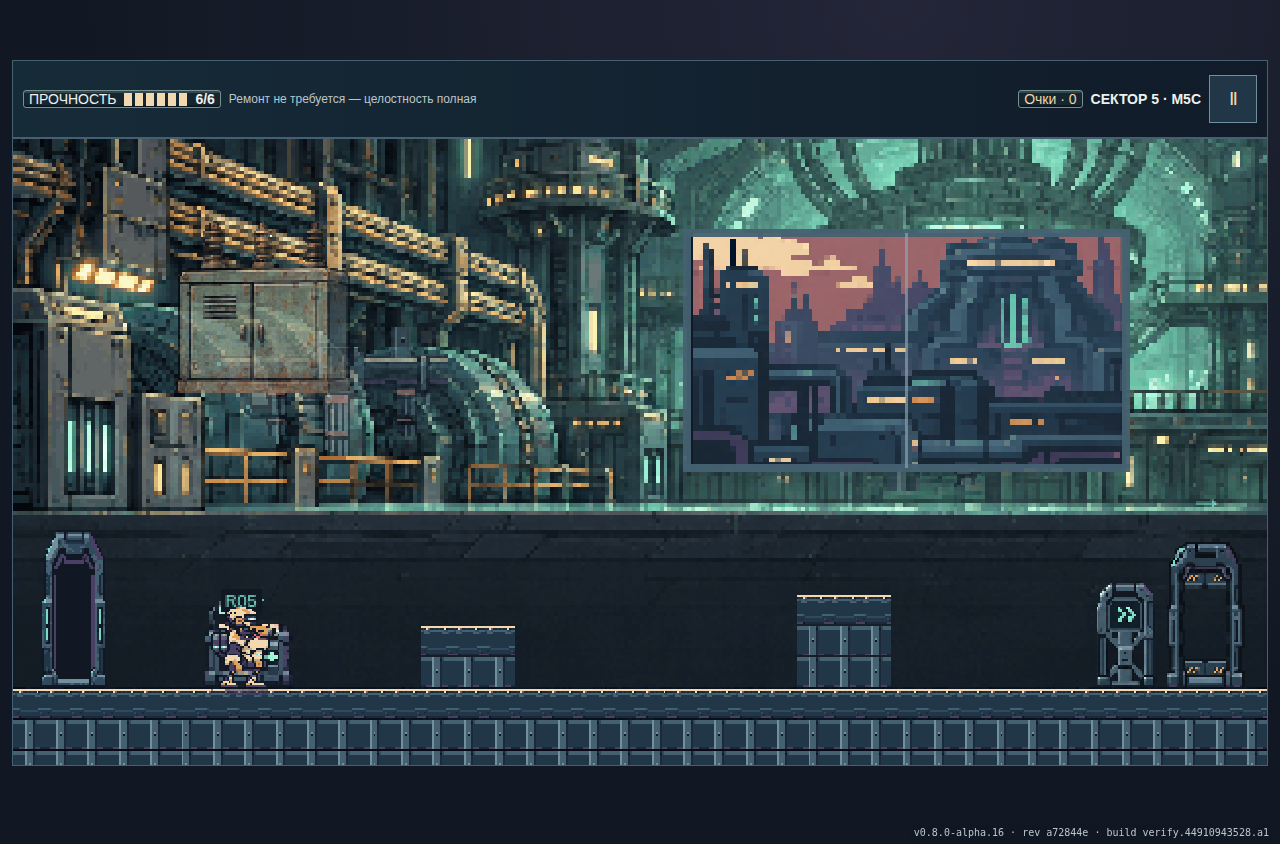 ПРОЧНОСТЬ 6/6 Ремонт не требуется — целостность полная
Очки · 0 СЕКТОР 5 · М5С
R05 ·
v0.8.0-alpha.16 · rev a72844e · build verify.44910943528.a1